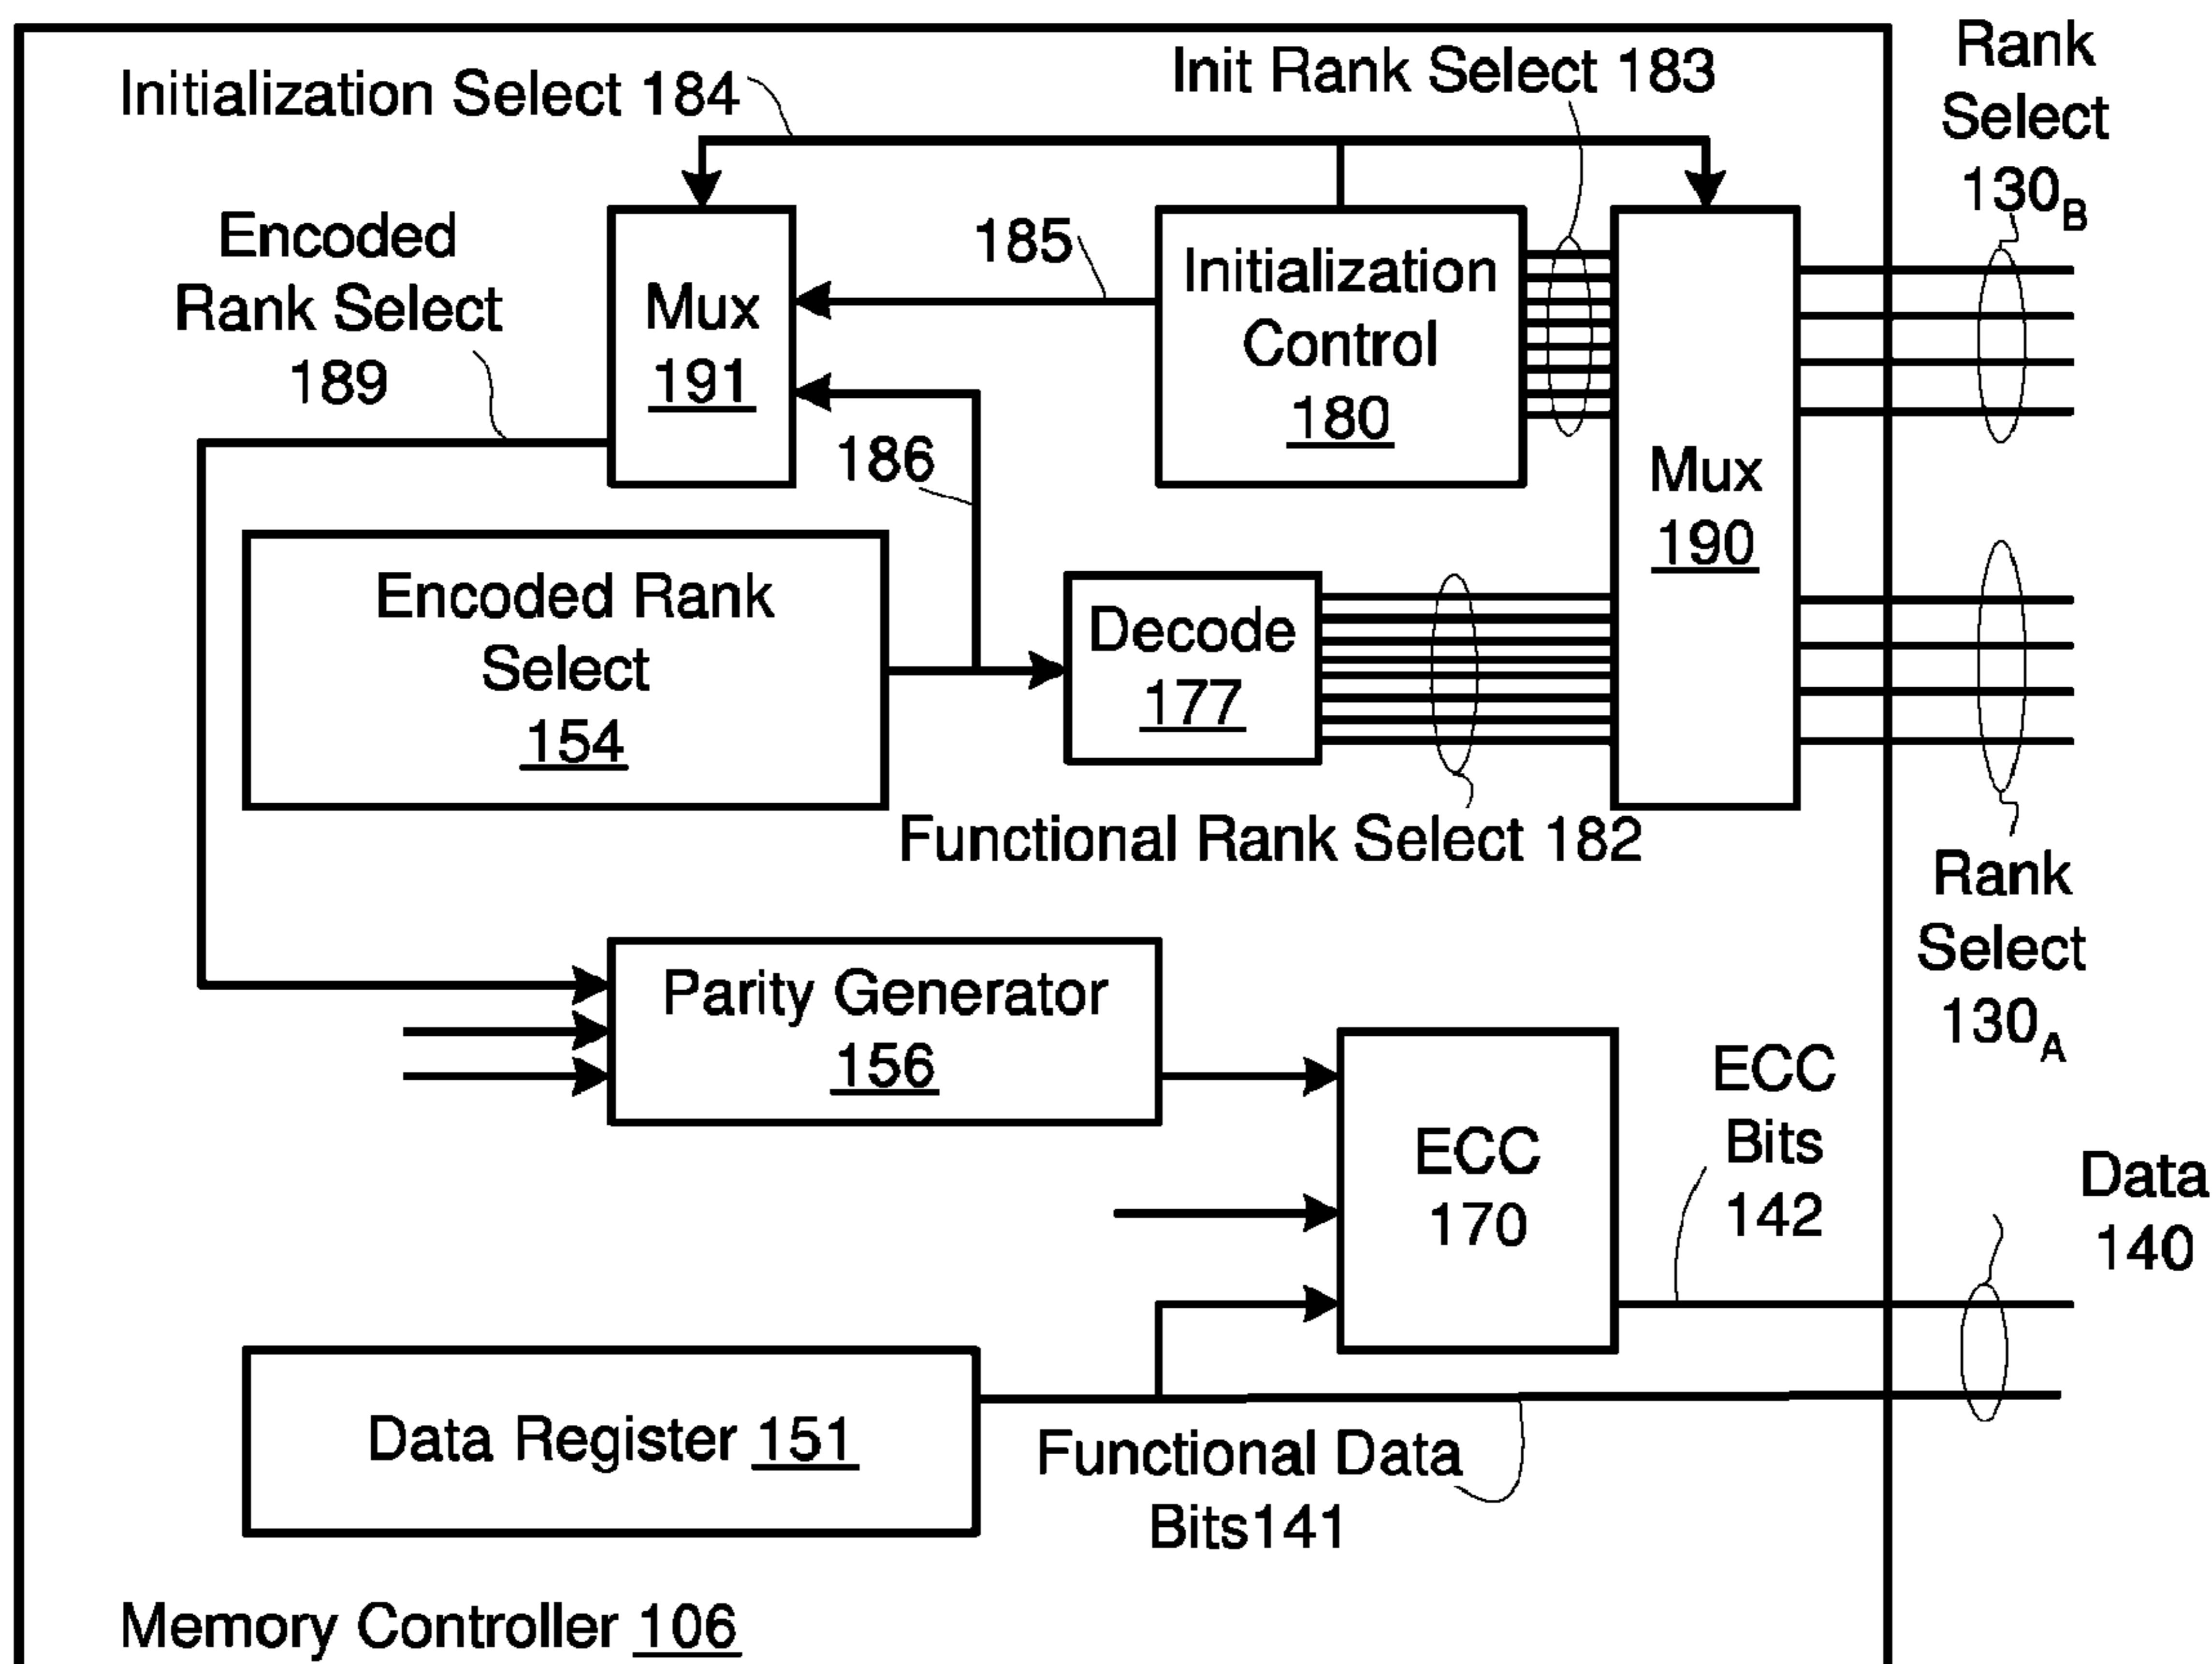 Initialization Select 184
Init Rank Select 183
Rank
Select
130B
Encoded
Rank Select
189
Mux
191
185
Initialization
Control
180
186
Mux
190
Encoded Rank
Select
154
Decode
177
Functional Rank Select 182
Rank
Select
130A
Parity Generator
156
ECC
170
ECC
Bits
142
Data
140
Data Register 151
Functional Data
Bits141
Memory Controller 106